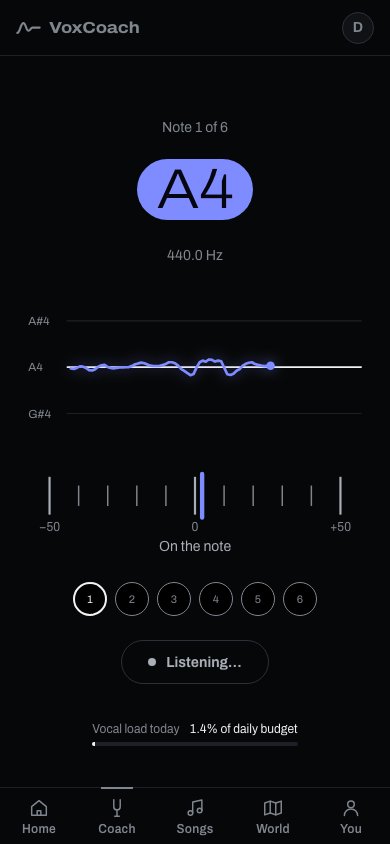 VoxCoach
D
Note 1 of 6
A4
440.0 Hz
A#4
A4
G#4
−50
0
+50
On the note
1 2 3 4 5 6
Listening...
Vocal load today 1.4% of daily budget
Home Coach Songs World You